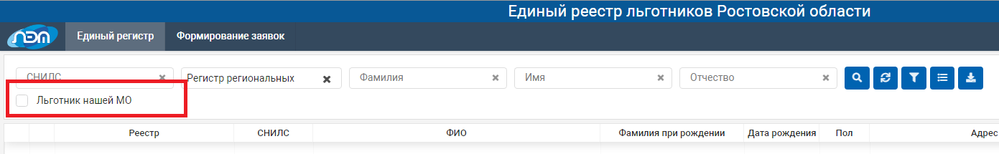 Единый реестр льготников Ростовской области
ЛДМ Единый регистр Формирование заявок
СНИЛС Регистр региональных Фамилия Имя Отчество
Льготник нашей МО
Реестр СНИЛС ФИО Фамилия при рождении Дата рождения Пол Адрес